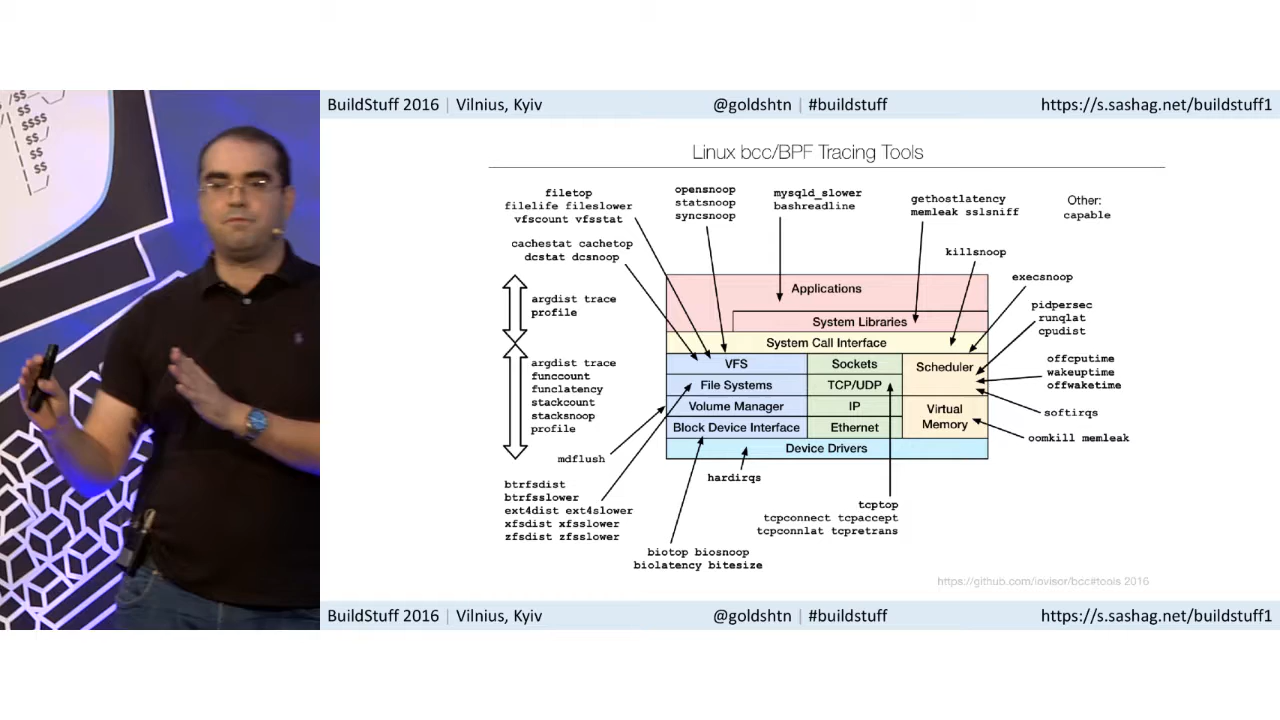 $$
$$
$$$$
$$
$$
$$
BuildStuff 2016 | Vilnius, Kyiv
@goldshtn | #buildstuff
https://s.sashag.net/buildstuff1
Linux bcc/BPF Tracing Tools
filetop
filelife fileslower
vfscount vfsstat
opensnoop
statsnoop
syncsnoop
mysqld_slower
bashreadline
gethostlatency
memleak sslsniff
Other:
capable
cachestat cachetop
dcstat dcsnoop
killsnoop
execsnoop
argdist trace
profile
pidpersec
runqlat
cpudist
Applications
System Libraries
System Call Interface
VFS
Sockets
Scheduler
File Systems
TCP/UDP
Volume Manager
IP
Virtual
Memory
Block Device Interface
Ethernet
Device Drivers
offcputime
wakeuptime
offwaketime
argdist trace
funccount
funclatency
stackcount
stacksnoop
profile
softirqs
oomkill memleak
mdflush
hardirqs
btrfsdist
btrfsslower
ext4dist ext4slower
xfsdist xfsslower
zfsdist zfsslower
tcptop
tcpconnect tcpaccept
tcpconnlat tcpretrans
biotop biosnoop
biolatency bitesize
https://github.com/iovisor/bcc#tools 2016
BuildStuff 2016 | Vilnius, Kyiv
@goldshtn | #buildstuff
https://s.sashag.net/buildstuff1